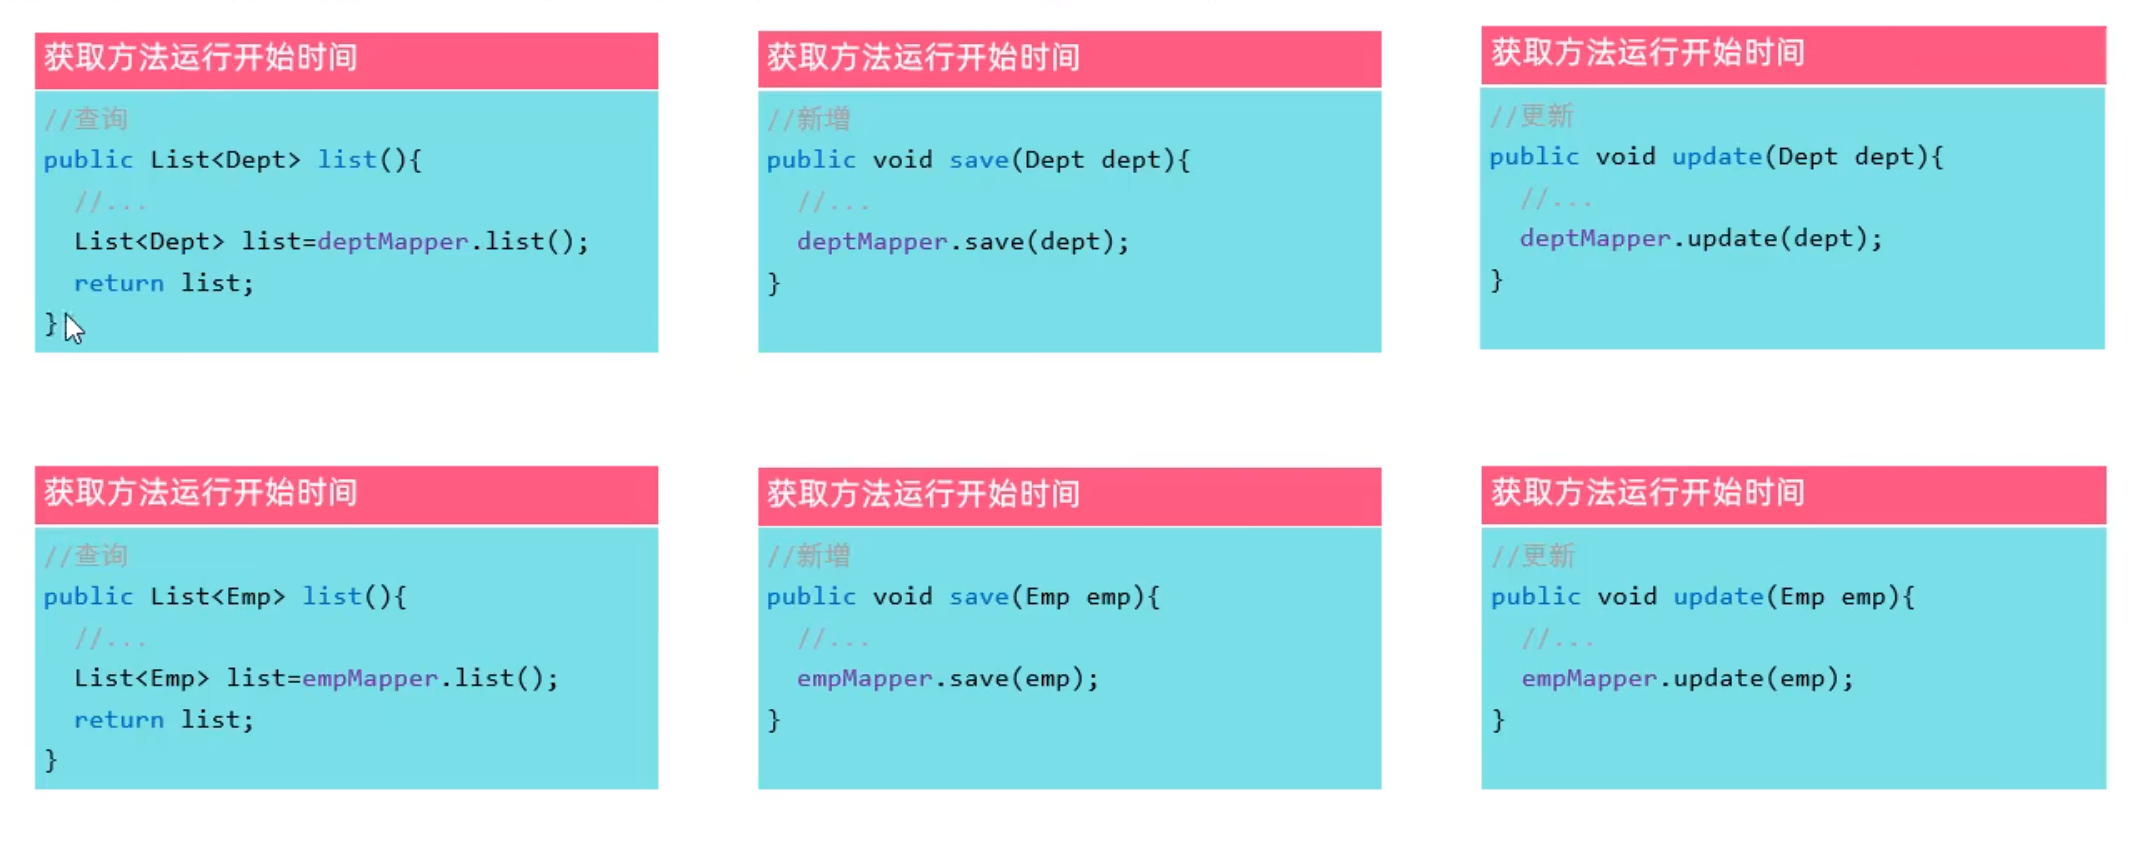 获取方法运行开始时间
//查询
public List<Dept> list(){
//...
List<Dept> list=deptMapper.list();
return list;
}
获取方法运行开始时间
//新增
public void save(Dept dept){
//...
deptMapper.save(dept);
}
获取方法运行开始时间
//更新
public void update(Dept dept){
//...
deptMapper.update(dept);
}
获取方法运行开始时间
//查询
public List<Emp> list(){
//...
List<Emp> list=empMapper.list();
return list;
}
获取方法运行开始时间
//新增
public void save(Emp emp){
//...
empMapper.save(emp);
}
获取方法运行开始时间
//更新
public void update(Emp emp){
//...
empMapper.update(emp);
}